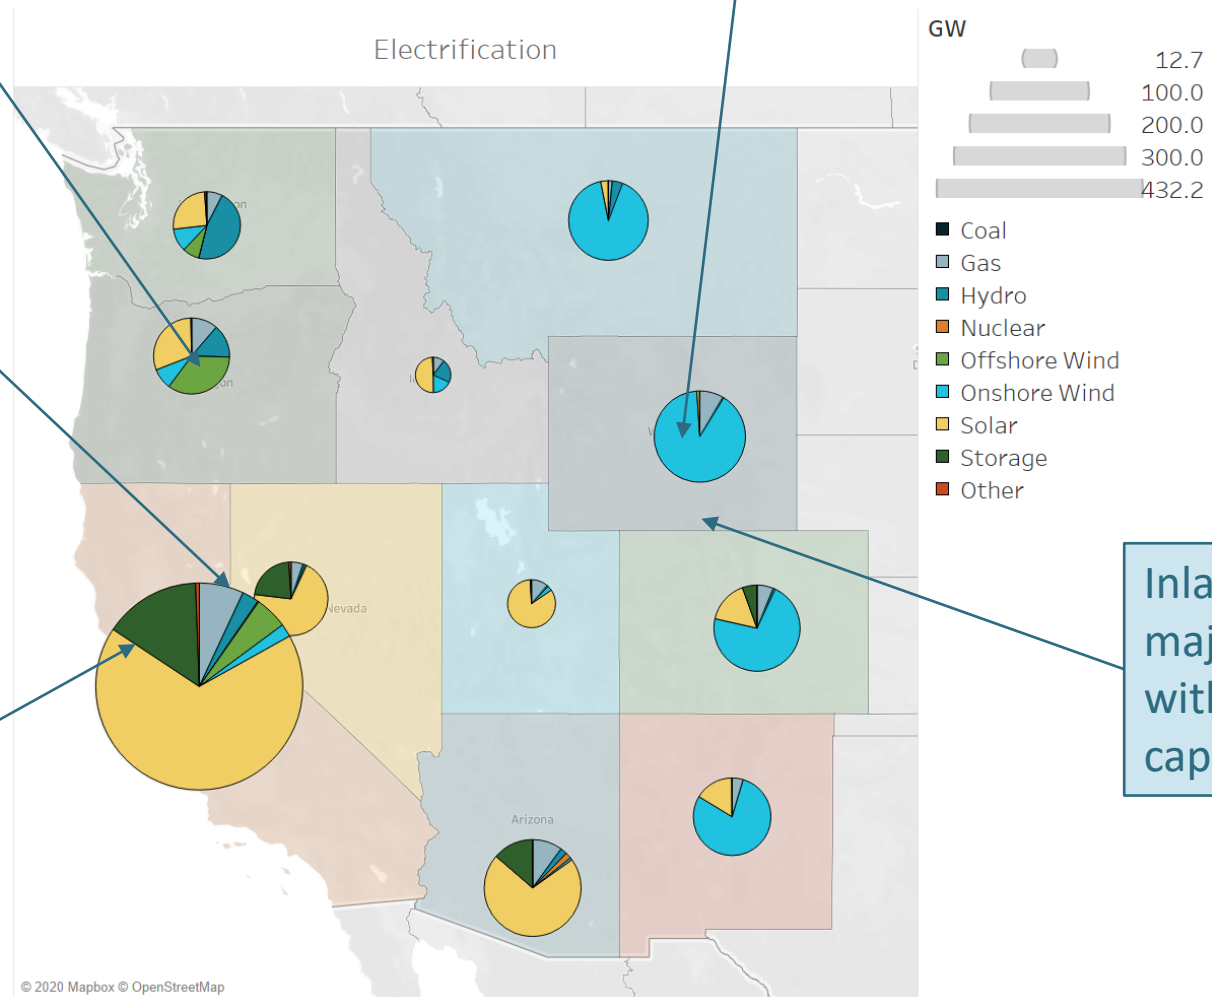 Electrification
GW
12.7
100.0
200.0
300.0
432.2
Coal
Gas
Hydro
Nuclear
Offshore Wind
Onshore Wind
Solar
Storage
Other
Nevada
Arizona
Inla
maj
with
cap
© 2020 Mapbox © OpenStreetMap